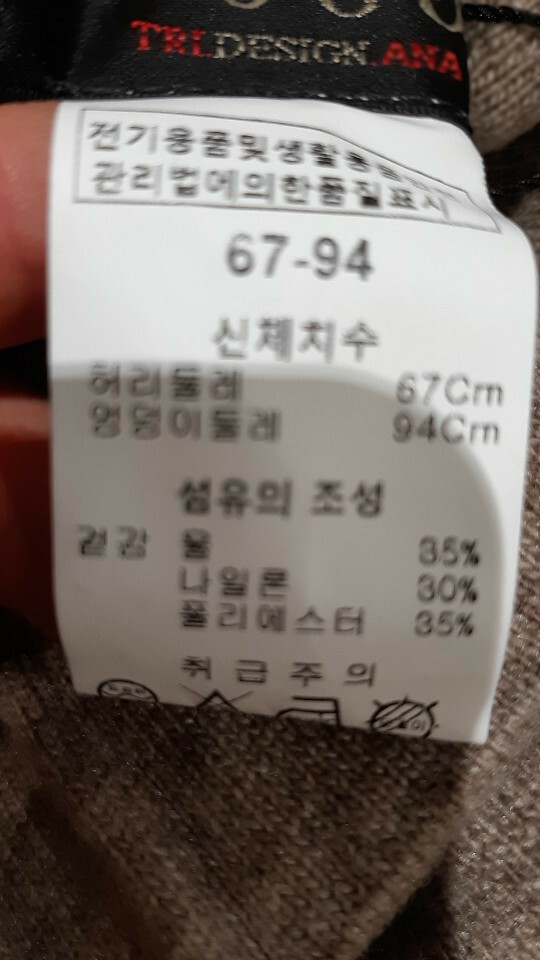 TRLDESIGN.ANA
전기용품및생활용품안전
관리법에의한품질표시
67-94
신체치수
허리둘레 67Cm
엉덩이둘레 94Cm
섬유의 조성
겉감 울 35%
나일론 30%
폴리에스터 35%
취급주의